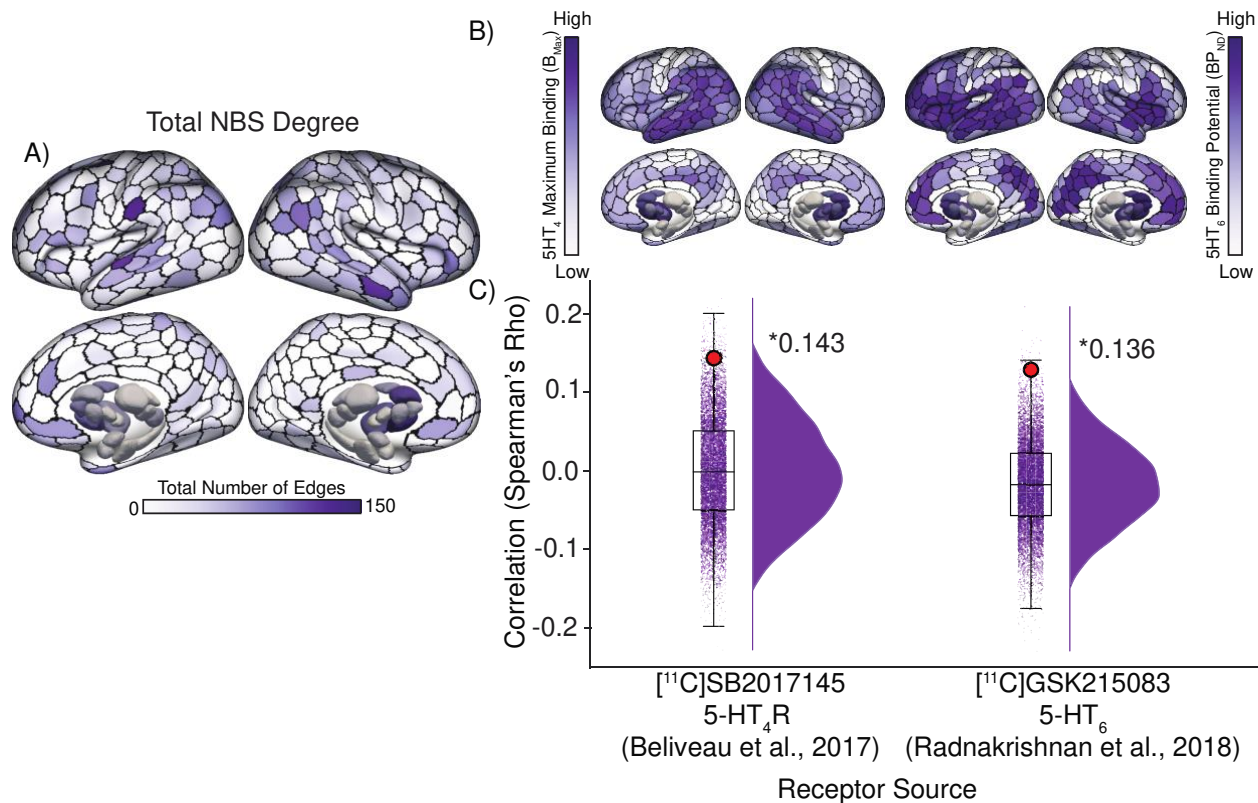 Total NBS Degree
A)
0
Total Number of Edges
150
B)
High
5HT₄ Maximum Binding (B_Max)
Low
High
5HT₆ Binding Potential (BP_ND)
Low
C)
Correlation (Spearman's Rho)
0.2
0.1
0.0
-0.1
-0.2
*0.143
*0.136
[¹¹C]SB2017145
5-HT₄R
(Beliveau et al., 2017)
[¹¹C]GSK215083
5-HT₆
(Radnakrishnan et al., 2018)
Receptor Source